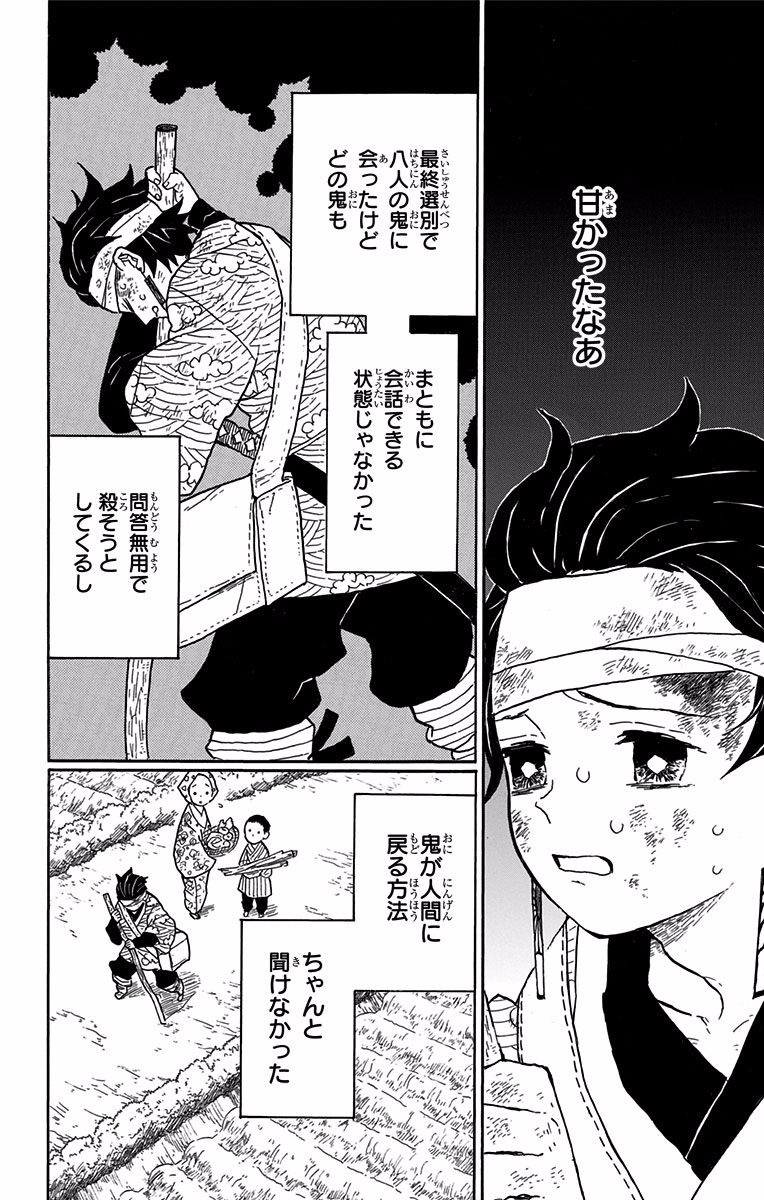 甘かったなあ
最終選別で
八人の鬼に
会ったけど
どの鬼も
まともに
会話できる
状態じゃなかった
問答無用で
殺そうと
してくるし
鬼が人間に
戻る方法
ちゃんと
聞けなかった